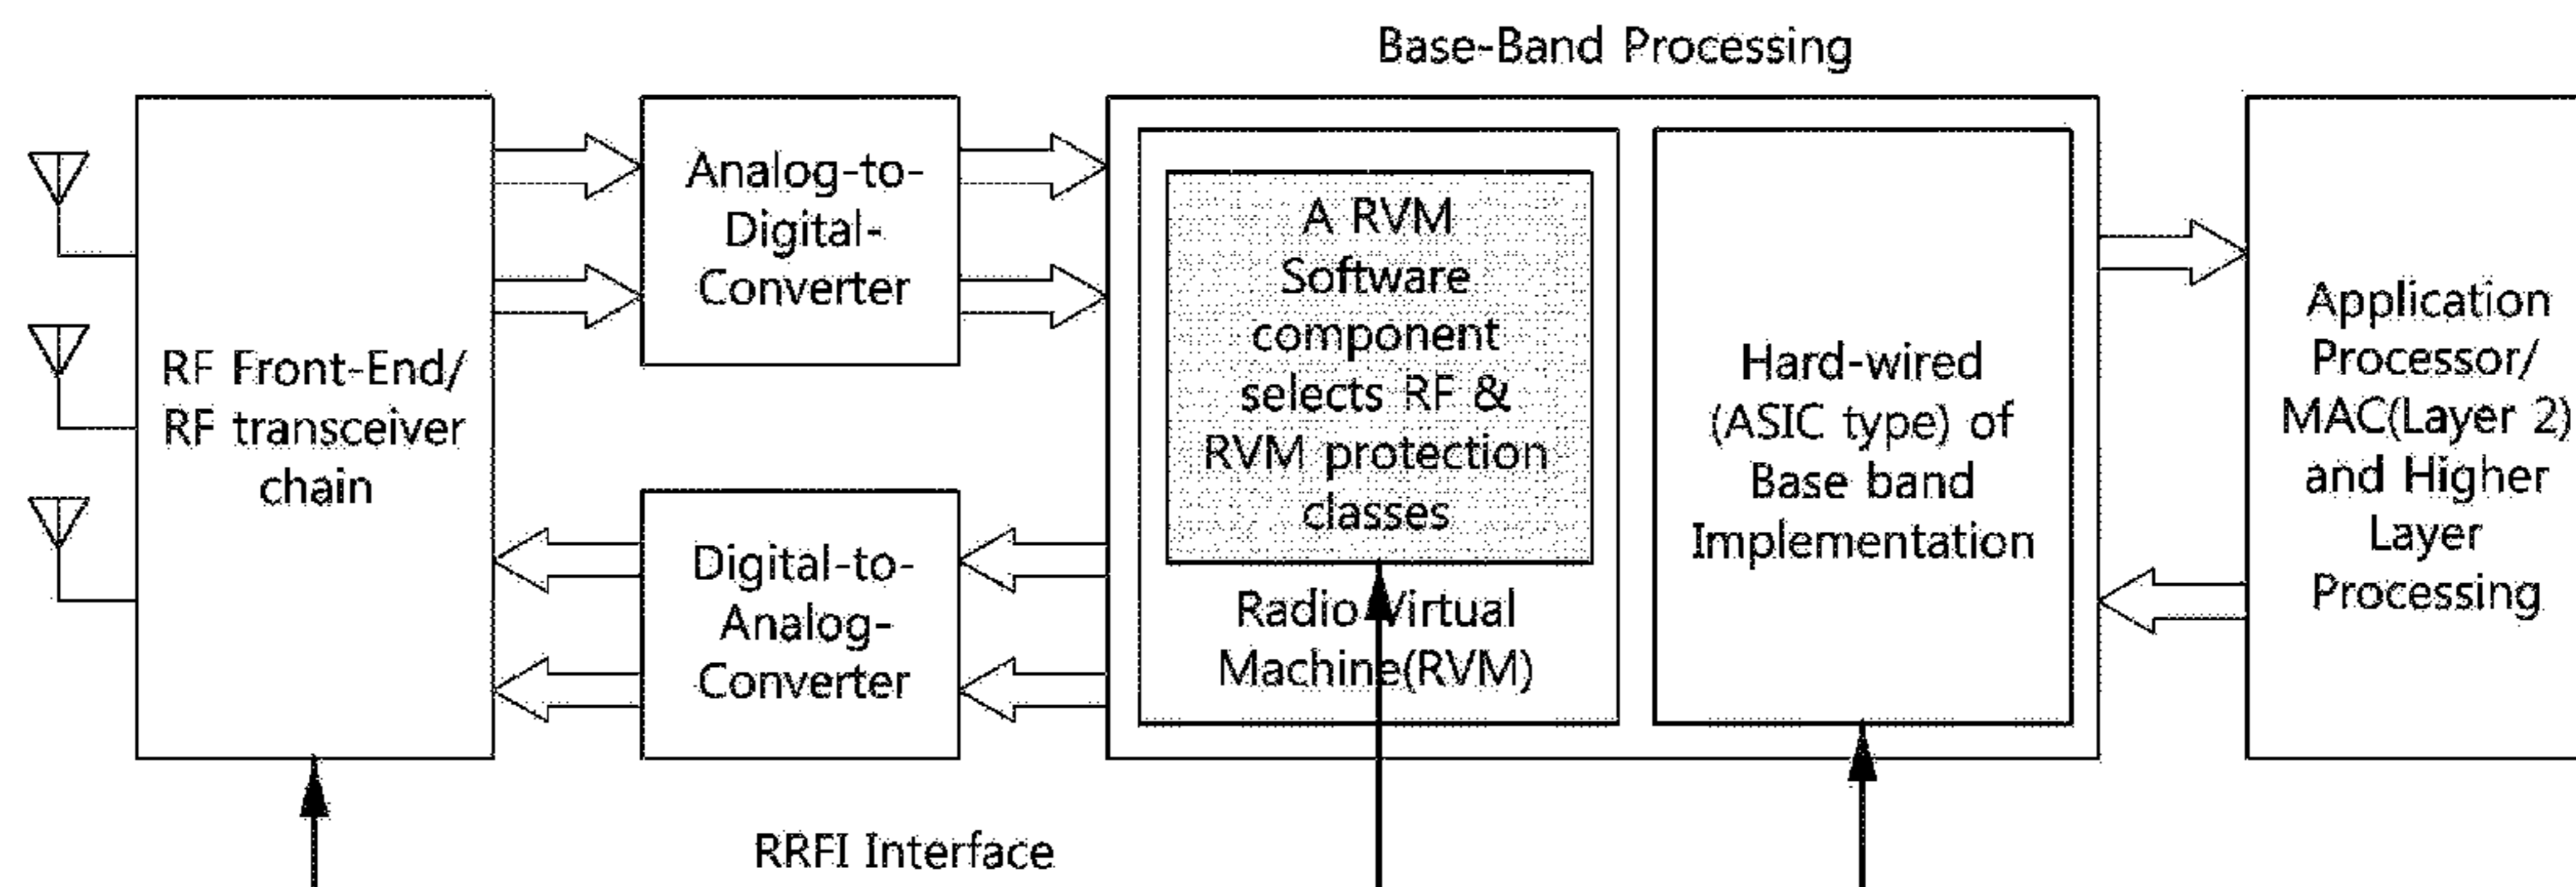 Base-Band Processing
RF Front-End/
RF transceiver
chain
Analog-to-
Digital-
Converter
Digital-to-
Analog-
Converter
A RVM
Software
component
selects RF &
RVM protection
classes
Radio Virtual
Machine(RVM)
Hard-wired
(ASIC type) of
Base band
Implementation
Application
Processor/
MAC(Layer 2)
and Higher
Layer
Processing
RRFI Interface